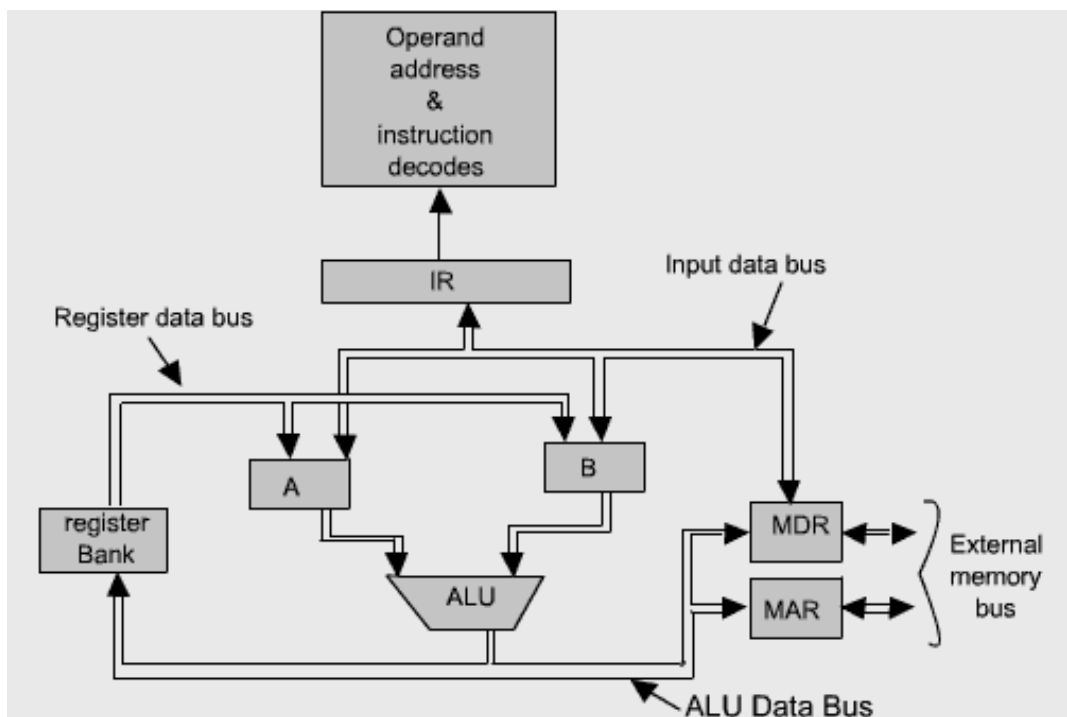 Operand
address
&
instruction
decodes
IR
Input data bus
Register data bus
A
B
register
Bank
ALU
MDR
MAR
External
memory
bus
ALU Data Bus